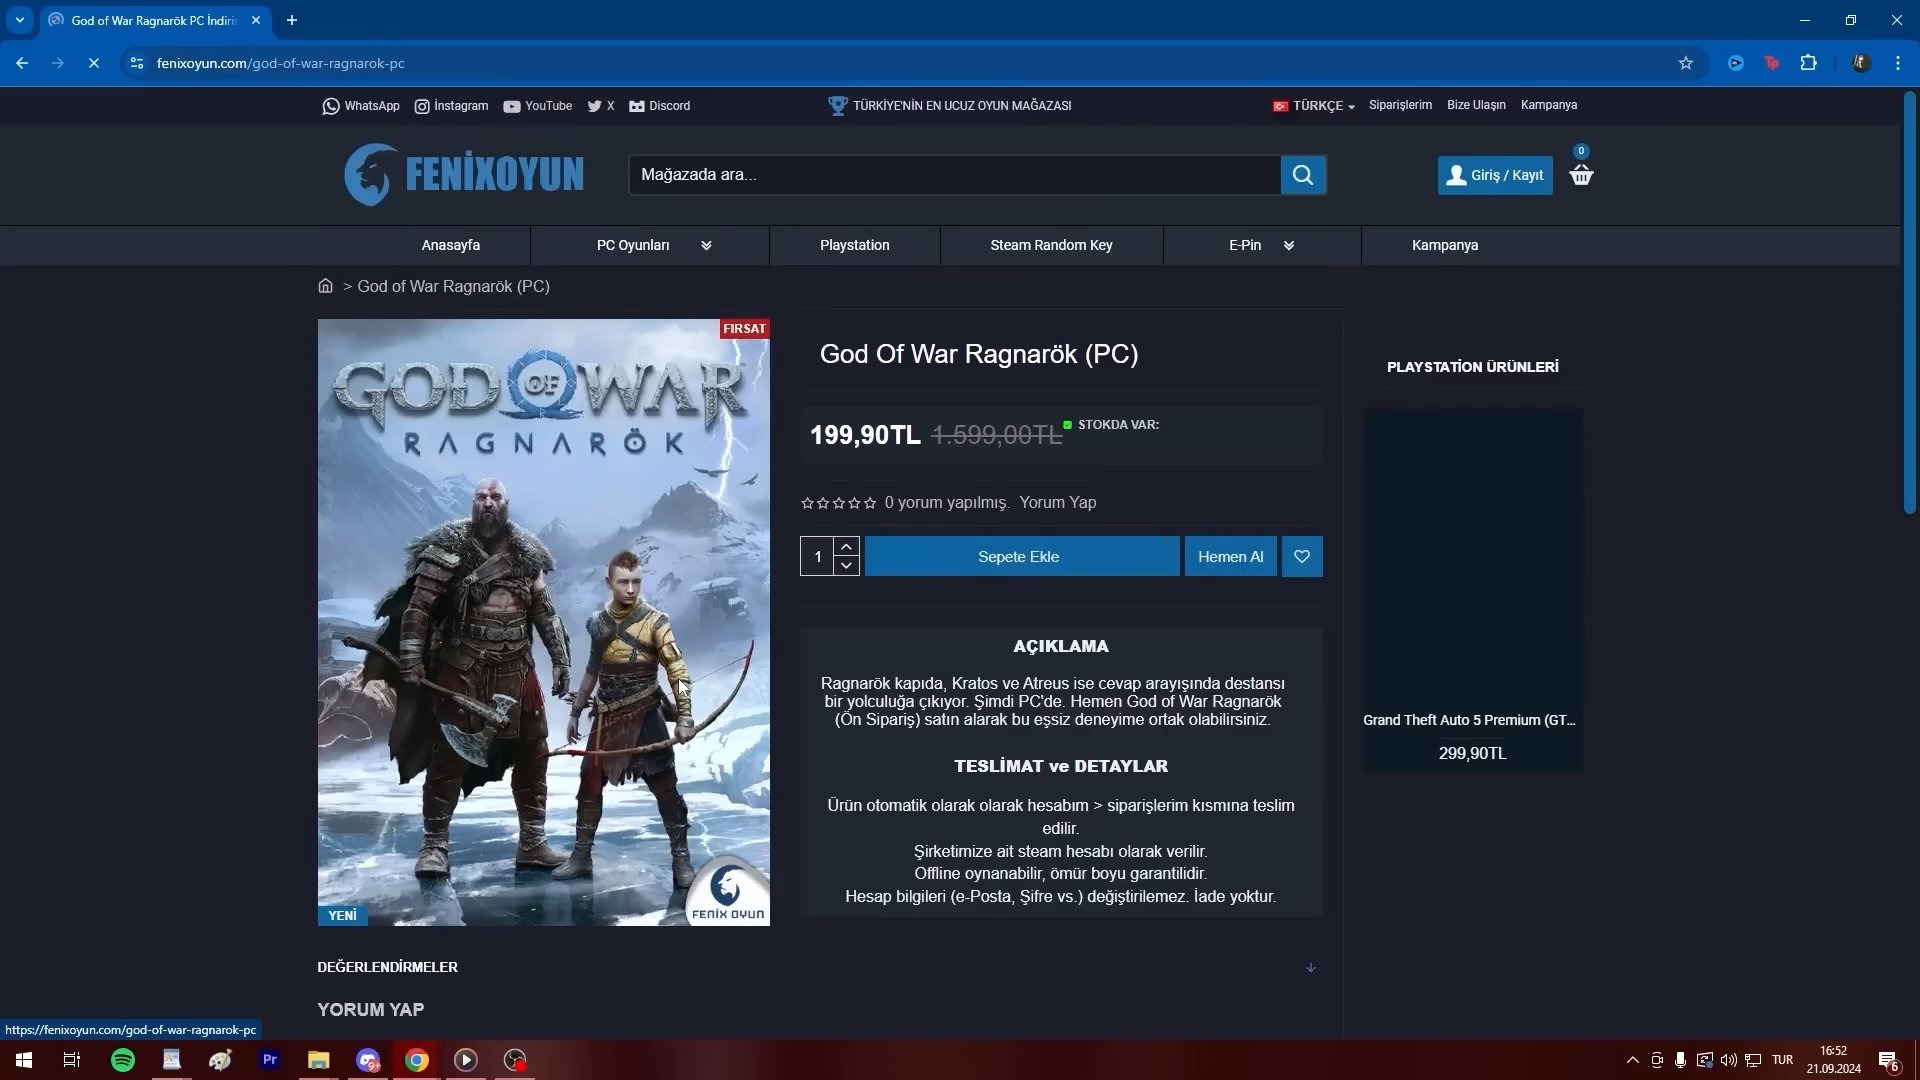 God of War Ragnarök PC İndiri
fenixoyun.com/god-of-war-ragnarok-pc
WhatsApp
İnstagram
YouTube
X
Discord
TÜRKİYE'NİN EN UCUZ OYUN MAĞAZASI
TÜRKÇE
Siparişlerim
Bize Ulaşın
Kampanya
FENİXOYUN
Mağazada ara...
Giriş / Kayıt
0
Anasayfa
PC Oyunları
Playstation
Steam Random Key
E-Pin
Kampanya
> God of War Ragnarök (PC)
FIRSAT
GOD OF WAR
RAGNARÖK
YENİ
FENİX OYUN
God Of War Ragnarök (PC)
199,90TL 1.599,00TL STOKDA VAR:
0 yorum yapılmış. Yorum Yap
1
Sepete Ekle
Hemen Al
AÇIKLAMA
Ragnarök kapıda, Kratos ve Atreus ise cevap arayışında destansı
bir yolculuğa çıkıyor. Şimdi PC'de. Hemen God of War Ragnarök
(Ön Sipariş) satın alarak bu eşsiz deneyime ortak olabilirsiniz.
TESLİMAT ve DETAYLAR
Ürün otomatik olarak olarak hesabım > siparişlerim kısmına teslim
edilir.
Şirketimize ait steam hesabı olarak verilir.
Offline oynanabilir, ömür boyu garantilidir.
Hesap bilgileri (e-Posta, Şifre vs.) değiştirilemez. İade yoktur.
PLAYSTATİON ÜRÜNLERİ
Grand Theft Auto 5 Premium (GT...
299,90TL
DEĞERLENDİRMELER
YORUM YAP
https://fenixoyun.com/god-of-war-ragnarok-pc
Pr
9+
TUR
16:52
21.09.2024
6